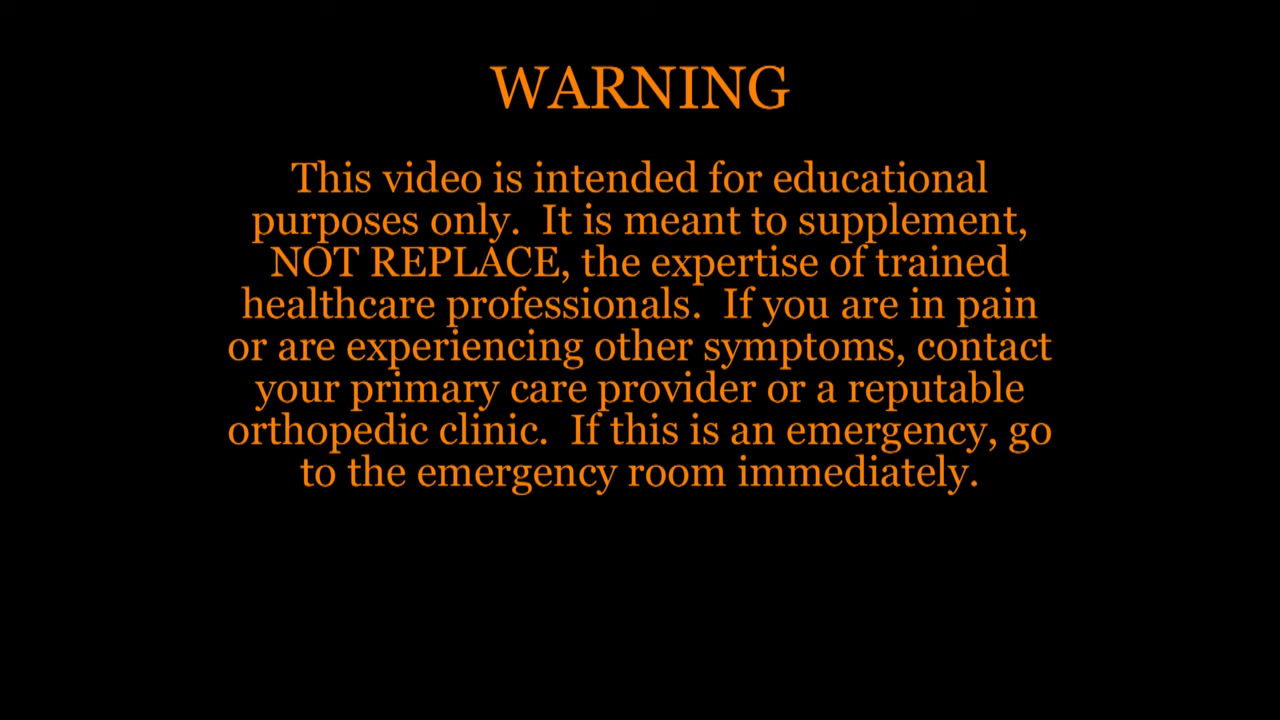 WARNING
This video is intended for educational
purposes only.  It is meant to supplement,
NOT REPLACE, the expertise of trained
healthcare professionals.  If you are in pain
or are experiencing other symptoms, contact
your primary care provider or a reputable
orthopedic clinic.  If this is an emergency, go
to the emergency room immediately.